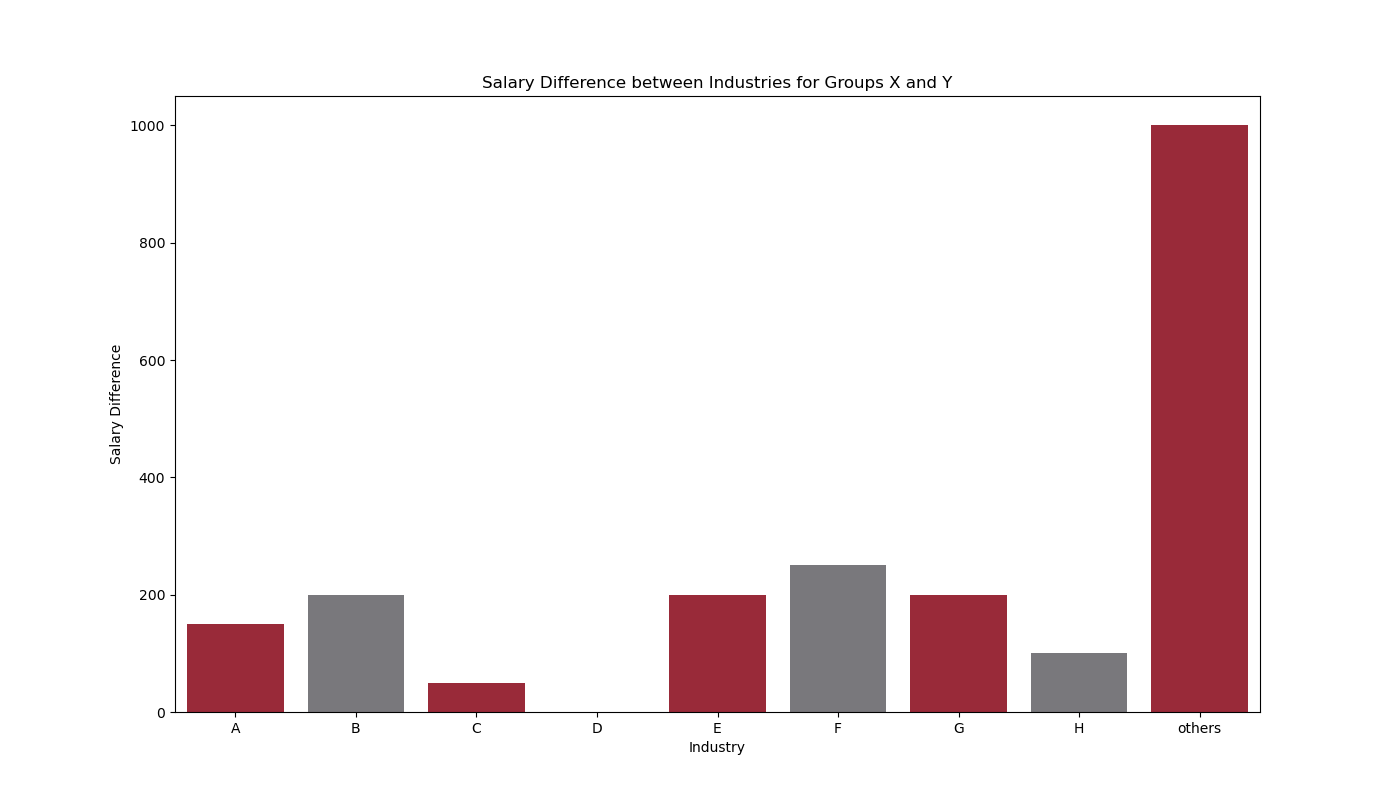 Salary Difference between Industries for Groups X and Y
1000
800
600
400
200
0
Salary Difference
A B C D E F G H others
Industry